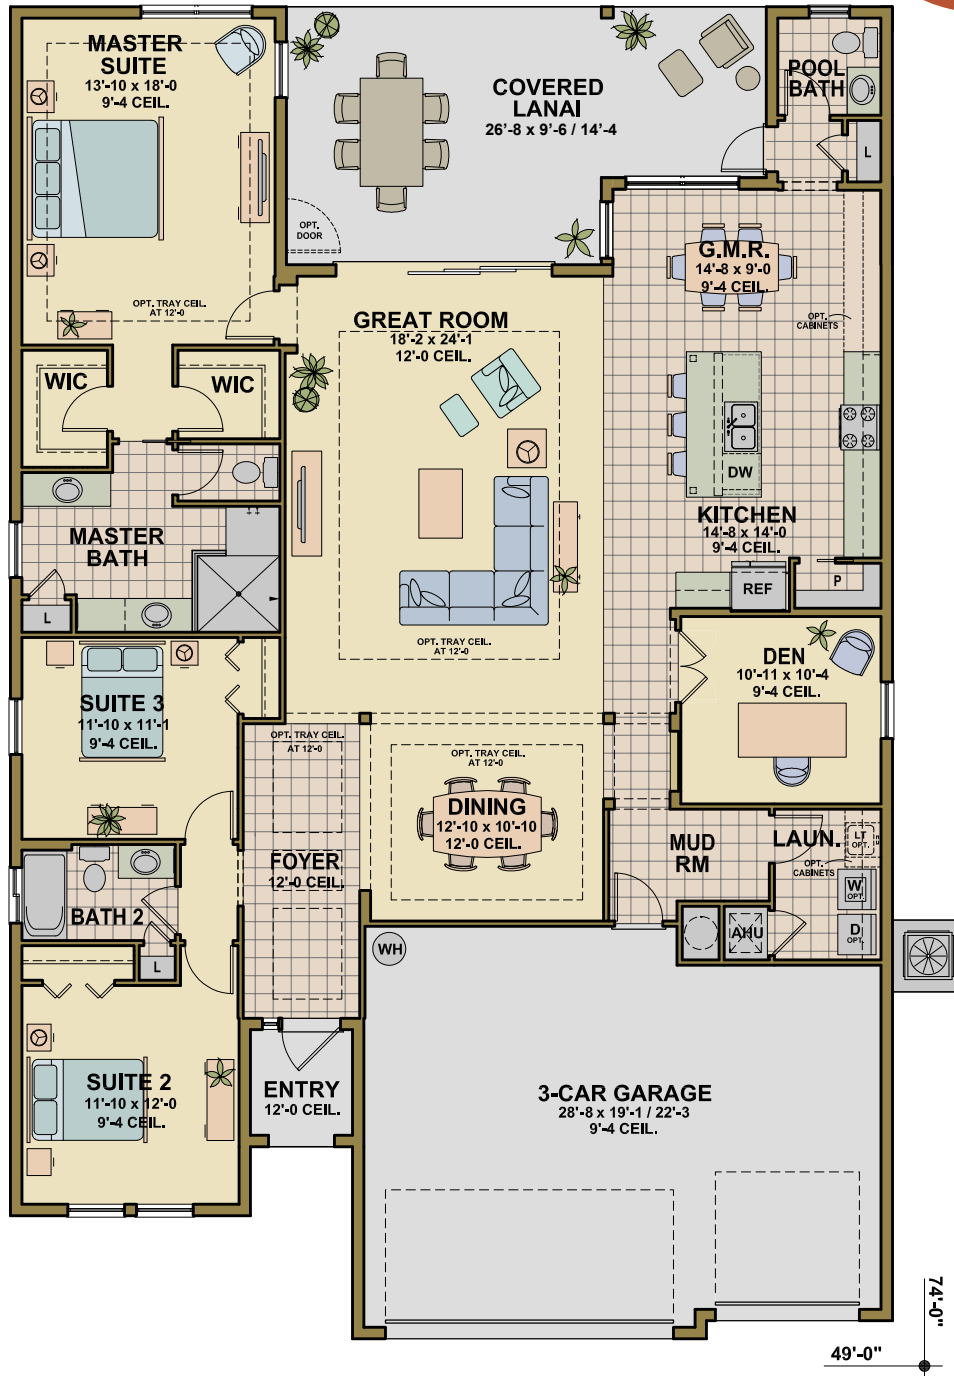 MASTER
SUITE
13'-10 x 18'-0
9'-4 CEIL.
OPT. TRAY CEIL.
AT 12'-0
COVERED
LANAI
26'-8 x 9'-6 / 14'-4
OPT.
DOOR
POOL
BATH
L
G.M.R.
14'-8 x 9'-0
9'-4 CEIL.
OPT.
CABINETS
GREAT ROOM
18'-2 x 24'-1
12'-0 CEIL.
OPT. TRAY CEIL.
AT 12'-0
WIC
WIC
DW
KITCHEN
14'-8 x 14'-0
9'-4 CEIL.
REF
P
MASTER
BATH
L
DEN
10'-11 x 10'-4
9'-4 CEIL.
SUITE 3
11'-10 x 11'-1
9'-4 CEIL.
OPT. TRAY CEIL.
AT 12'-0
OPT. TRAY CEIL.
AT 12'-0
DINING
12'-10 x 10'-10
12'-0 CEIL.
FOYER
12'-0 CEIL.
MUD
RM
LAUN.
LT
OPT.
OPT.
CABINETS
W
OPT.
D
OPT.
AHU
BATH 2
L
WH
SUITE 2
11'-10 x 12'-0
9'-4 CEIL.
ENTRY
12'-0 CEIL.
3-CAR GARAGE
28'-8 x 19'-1 / 22'-3
9'-4 CEIL.
74'-0"
49'-0"